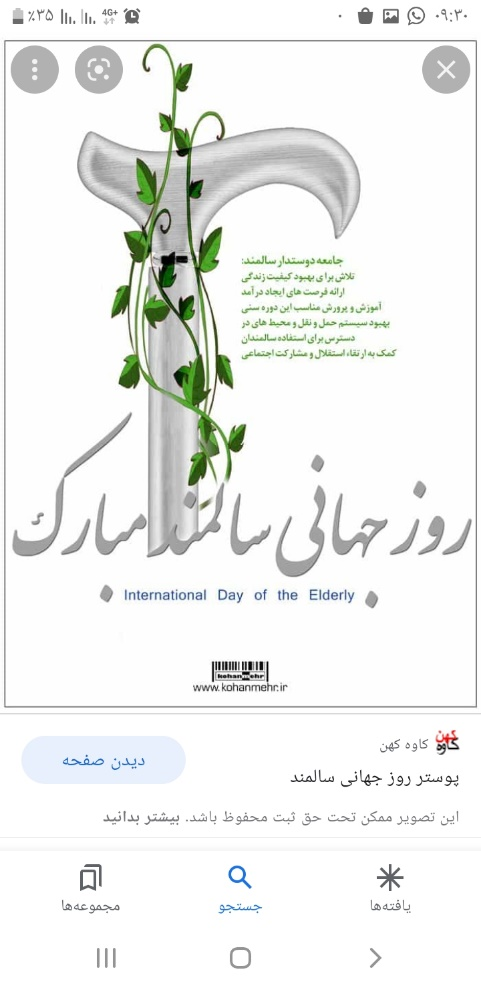 ٪۳۵ 4G+ ۰۹:۳۰
جامعه دوستدار سالمند:
تلاش برای بهبود کیفیت زندگی
ارائه فرصت های ایجاد درآمد
آموزش و پرورش مناسب این دوره سنی
بهبود سیستم حمل و نقل و محیط های در
دسترس برای استفاده سالمندان
کمک به ارتقاء استقلال و مشارکت اجتماعی
روز جهانی سالمند مبارک
International Day of the Elderly
kohanmehr
www.kohanmehr.ir
کهن کاوه
کاوه کهن
دیدن صفحه
پوستر روز جهانی سالمند
این تصویر ممکن تحت حق ثبت محفوظ باشد. بیشتر بدانید
یافته‌ها
جستجو
مجموعه‌ها